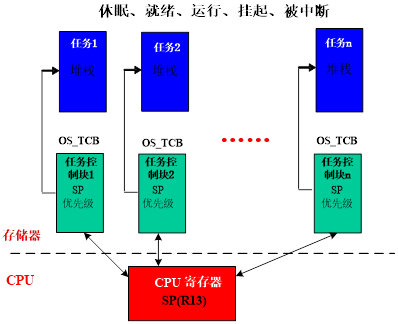 休眠、就绪、运行、挂起、被中断
任务1
堆栈
任务2
堆栈
任务n
堆栈
OS_TCB
OS_TCB
OS_TCB
任务控
制块1
SP
优先级
任务控
制块2
SP
优先级
任务控
制块n
SP
优先级
存储器
CPU
CPU 寄存器
SP(R13)